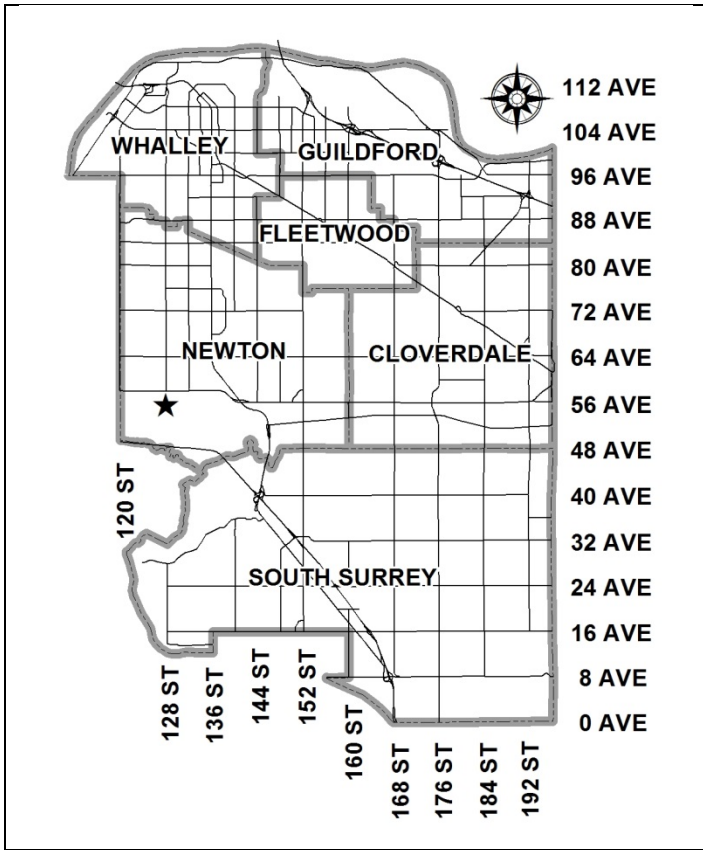 112 AVE
104 AVE
WHALLEY
GUILDFORD
96 AVE
88 AVE
FLEETWOOD
80 AVE
72 AVE
NEWTON
CLOVERDALE
64 AVE
56 AVE
48 AVE
120 ST
40 AVE
32 AVE
SOUTH SURREY
24 AVE
16 AVE
128 ST
136 ST
144 ST
152 ST
160 ST
8 AVE
0 AVE
168 ST
176 ST
184 ST
192 ST